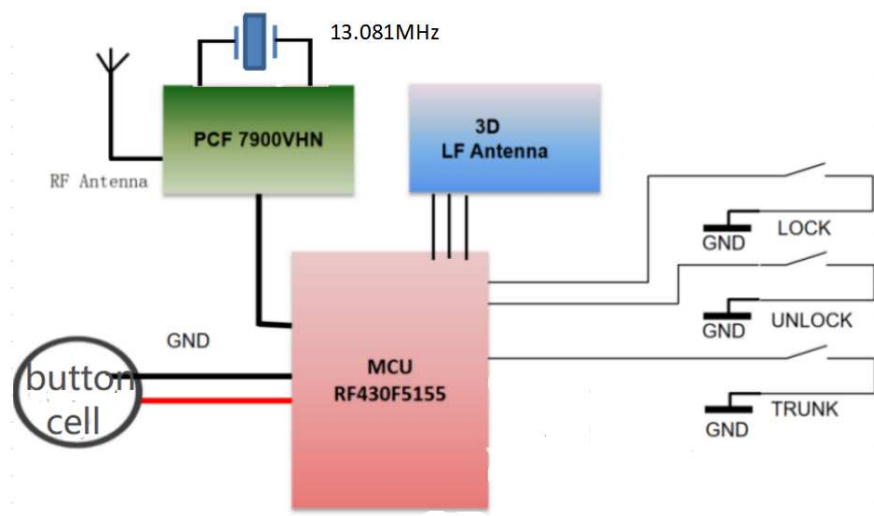 13.081MHz
PCF 7900VHN
3D
LF Antenna
RF Antenna
GND
LOCK
GND
UNLOCK
GND
MCU
RF430F5155
button
cell
GND
TRUNK